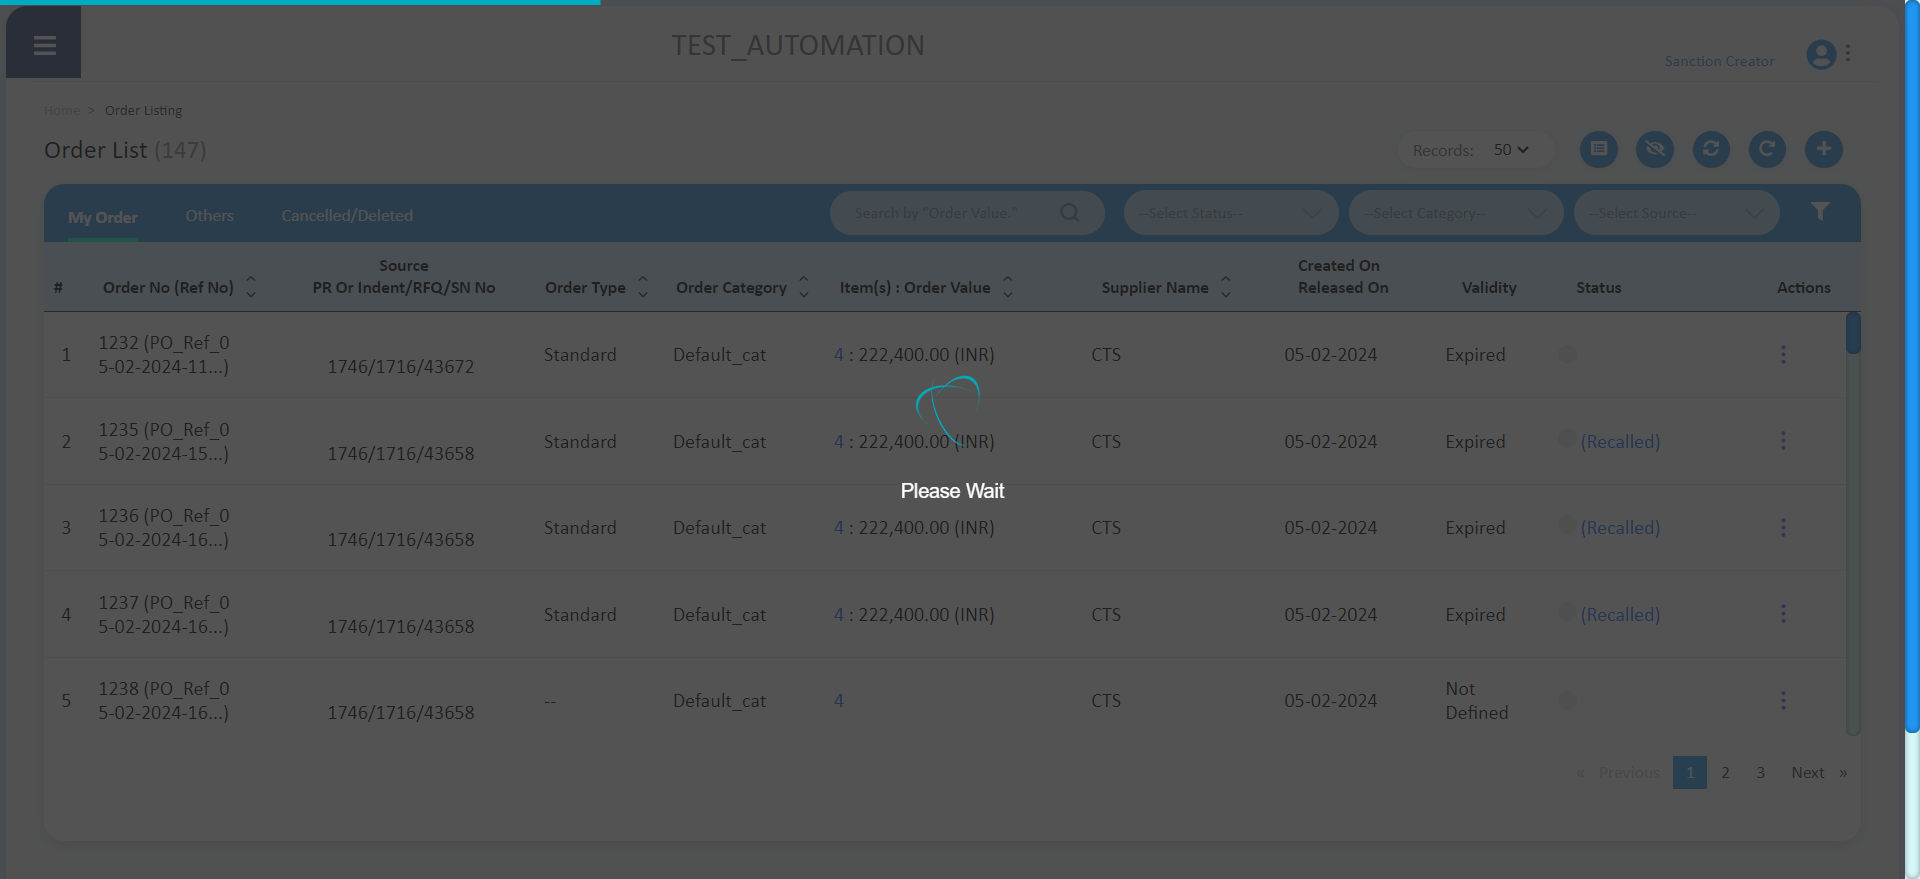 TEST_AUTOMATION
Sanction Creator
Home > Order Listing
Order List (147)
Records: 50
My Order Others Cancelled/Deleted Search by "Order Value." --Select Status-- --Select Category-- --Select Source--
Source Created On
# Order No (Ref No) PR Or Indent/RFQ/SN No Order Type Order Category Item(s) : Order Value Supplier Name Released On Validity Status Actions
1232 (PO_Ref_0
1 Standard Default_cat 4 : 222,400.00 (INR) CTS 05-02-2024 Expired
5-02-2024-11...) 1746/1716/43672
1235 (PO_Ref_0
2 Standard Default_cat 4 : 222,400.00 (INR) CTS 05-02-2024 Expired (Recalled)
5-02-2024-15...) 1746/1716/43658
Please Wait
1236 (PO_Ref_0
3 Standard Default_cat 4 : 222,400.00 (INR) CTS 05-02-2024 Expired (Recalled)
5-02-2024-16...) 1746/1716/43658
1237 (PO_Ref_0
4 Standard Default_cat 4 : 222,400.00 (INR) CTS 05-02-2024 Expired (Recalled)
5-02-2024-16...) 1746/1716/43658
1238 (PO_Ref_0 Not
5 -- Default_cat 4 CTS 05-02-2024
5-02-2024-16...) 1746/1716/43658 Defined
« Previous 1 2 3 Next »